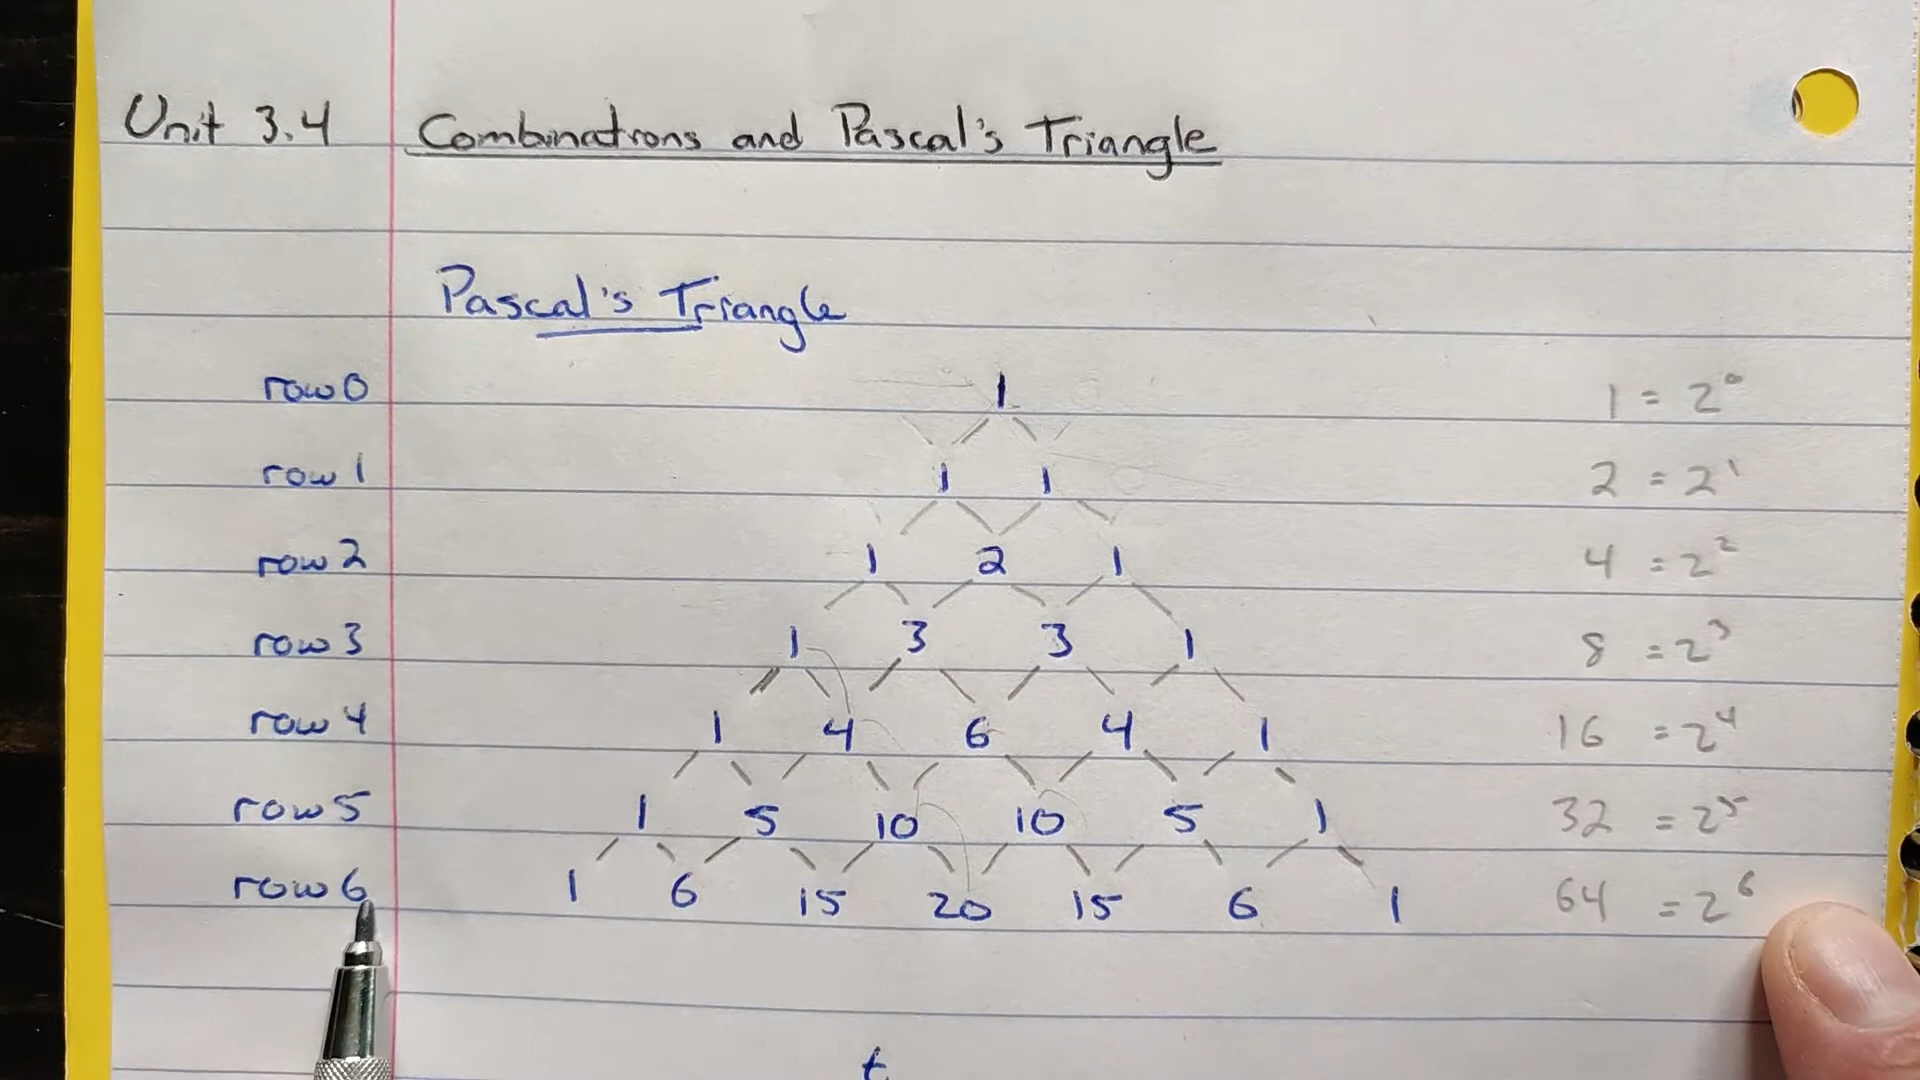 Unit 3.4 Combinations and Pascal's Triangle
Pascal's Triangle
row 0 1 1 = 2⁰
row 1 1 1 2 = 2¹
row 2 1 2 1 4 = 2²
row 3 1 3 3 1 8 = 2³
row 4 1 4 6 4 1 16 = 2⁴
row 5 1 5 10 10 5 1 32 = 2⁵
row 6 1 6 15 20 15 6 1 64 = 2⁶
t